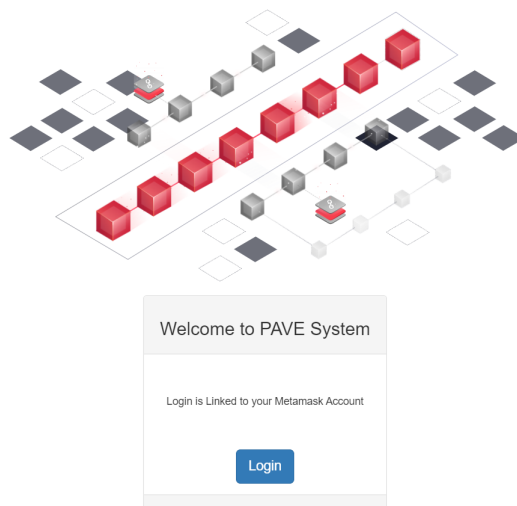 Welcome to PAVE System
Login is Linked to your Metamask Account
Login